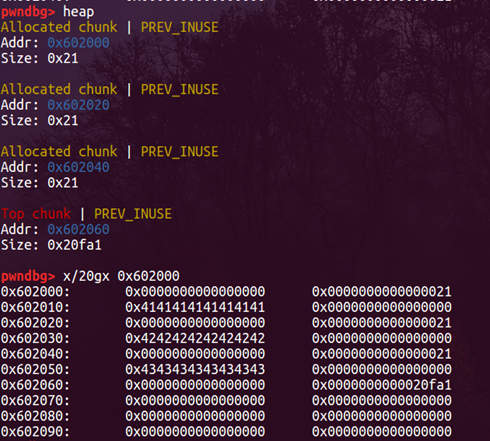 pwndbg> heap
Allocated chunk | PREV_INUSE
Addr: 0x602000
Size: 0x21
Allocated chunk | PREV_INUSE
Addr: 0x602020
Size: 0x21
Allocated chunk | PREV_INUSE
Addr: 0x602040
Size: 0x21
Top chunk | PREV_INUSE
Addr: 0x602060
Size: 0x20fa1
pwndbg> x/20gx 0x602000
0x602000: 0x0000000000000000 0x0000000000000021
0x602010: 0x4141414141414141 0x0000000000000000
0x602020: 0x0000000000000000 0x0000000000000021
0x602030: 0x4242424242424242 0x0000000000000000
0x602040: 0x0000000000000000 0x0000000000000021
0x602050: 0x4343434343434343 0x0000000000000000
0x602060: 0x0000000000000000 0x0000000000020fa1
0x602070: 0x0000000000000000 0x0000000000000000
0x602080: 0x0000000000000000 0x0000000000000000
0x602090: 0x0000000000000000 0x0000000000000000